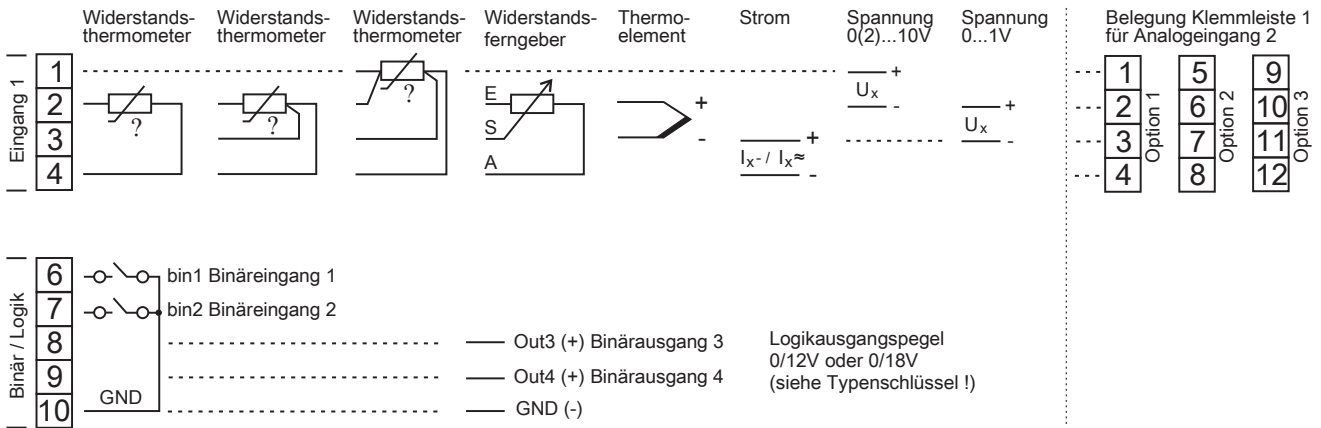 Widerstands-
thermometer
Widerstands-
thermometer
Widerstands-
thermometer
Widerstands-
ferngeber
Thermo-
element
Strom
Spannung
0(2)...10V
Spannung
0...1V
Belegung Klemmleiste 1
für Analogeingang 2
Eingang 1
1
2
3
4
?
?
?
E
S
A
+
-
+
Ix- / Ix≈
-
+
Ux
-
+
Ux
-
1
2
3
4
Option 1
5
6
7
8
Option 2
9
10
11
12
Option 3
Binär / Logik
6
7
8
9
10
bin1 Binäreingang 1
bin2 Binäreingang 2
GND
Out3 (+) Binärausgang 3
Out4 (+) Binärausgang 4
GND (-)
Logikausgangspegel
0/12V oder 0/18V
(siehe Typenschlüssel !)